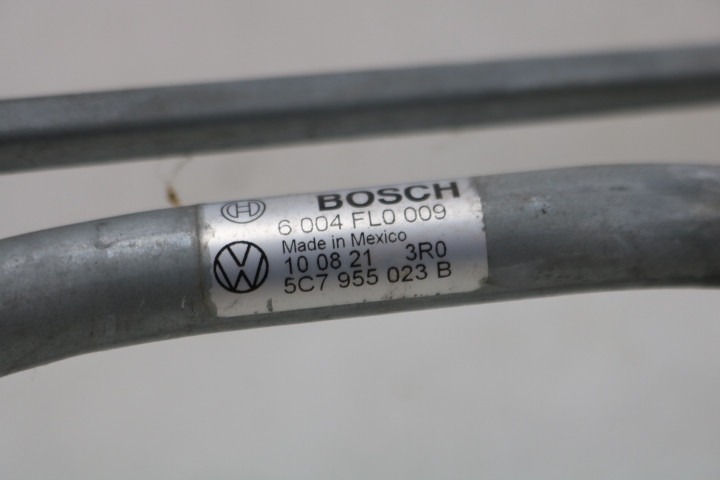 BOSCH
6 004 FL0 009
Made in Mexico
10 08 21 3R0
5C7 955 023 B